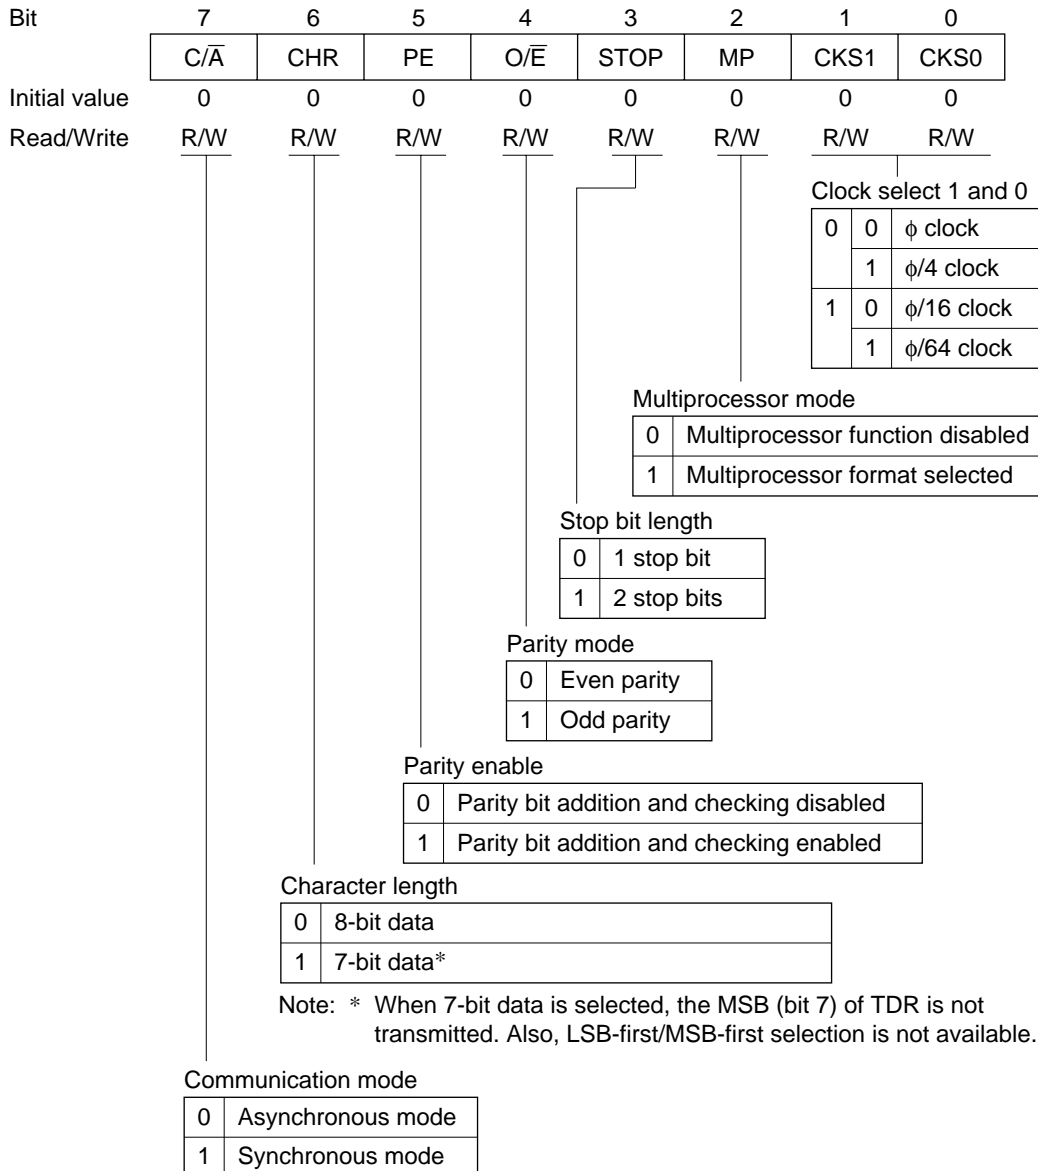 Bit 7 6 5 4 3 2 1 0
C/A̅ CHR PE O/E̅ STOP MP CKS1 CKS0
Initial value 0 0 0 0 0 0 0 0
Read/Write R/W R/W R/W R/W R/W R/W R/W R/W
Clock select 1 and 0
0 0 ϕ clock
1 ϕ/4 clock
1 0 ϕ/16 clock
1 ϕ/64 clock
Multiprocessor mode
0 Multiprocessor function disabled
1 Multiprocessor format selected
Stop bit length
0 1 stop bit
1 2 stop bits
Parity mode
0 Even parity
1 Odd parity
Parity enable
0 Parity bit addition and checking disabled
1 Parity bit addition and checking enabled
Character length
0 8-bit data
1 7-bit data*
Note: * When 7-bit data is selected, the MSB (bit 7) of TDR is not
transmitted. Also, LSB-first/MSB-first selection is not available.
Communication mode
0 Asynchronous mode
1 Synchronous mode